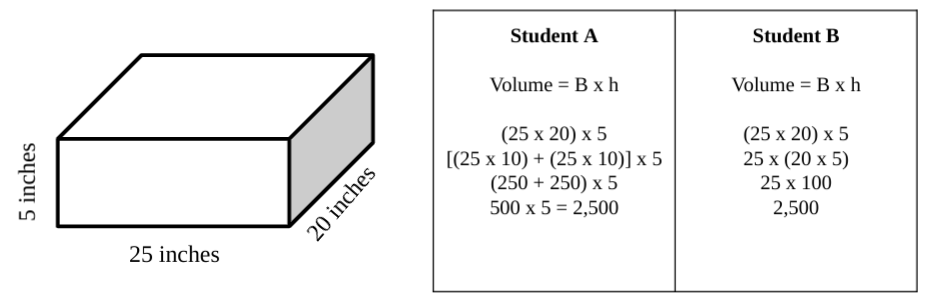 5 inches
25 inches
20 inches
Student A
Volume = B x h
(25 x 20) x 5
[(25 x 10) + (25 x 10)] x 5
(250 + 250) x 5
500 x 5 = 2,500
Student B
Volume = B x h
(25 x 20) x 5
25 x (20 x 5)
25 x 100
2,500